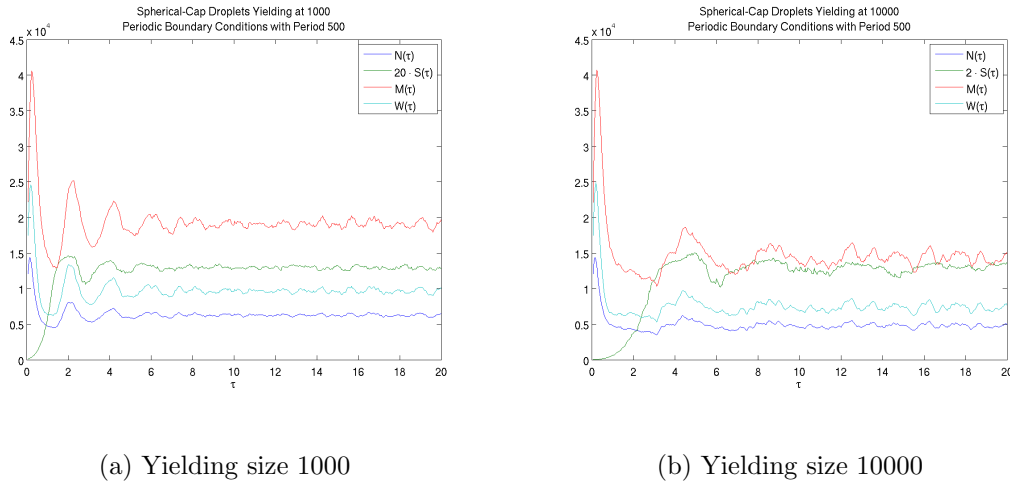 Spherical-Cap Droplets Yielding at 1000
Periodic Boundary Conditions with Period 500
x 10⁴
4.5
4
3.5
3
2.5
2
1.5
1
0.5
0
0 2 4 6 8 10 12 14 16 18 20
τ
N(τ)
20 · S(τ)
M(τ)
W(τ)
(a) Yielding size 1000
Spherical-Cap Droplets Yielding at 10000
Periodic Boundary Conditions with Period 500
x 10⁴
4.5
4
3.5
3
2.5
2
1.5
1
0.5
0
0 2 4 6 8 10 12 14 16 18 20
τ
N(τ)
2 · S(τ)
M(τ)
W(τ)
(b) Yielding size 10000